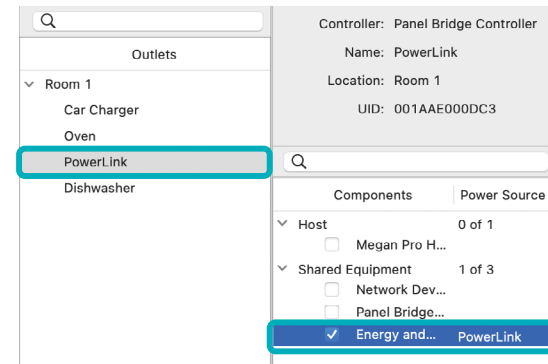 Outlets
Room 1
Car Charger
Oven
PowerLink
Dishwasher
Controller: Panel Bridge Controller
Name: PowerLink
Location: Room 1
UID: 001AAE000DC3
Components Power Source
Host 0 of 1
Megan Pro H...
Shared Equipment 1 of 3
Network Dev...
Panel Bridge...
Energy and... PowerLink